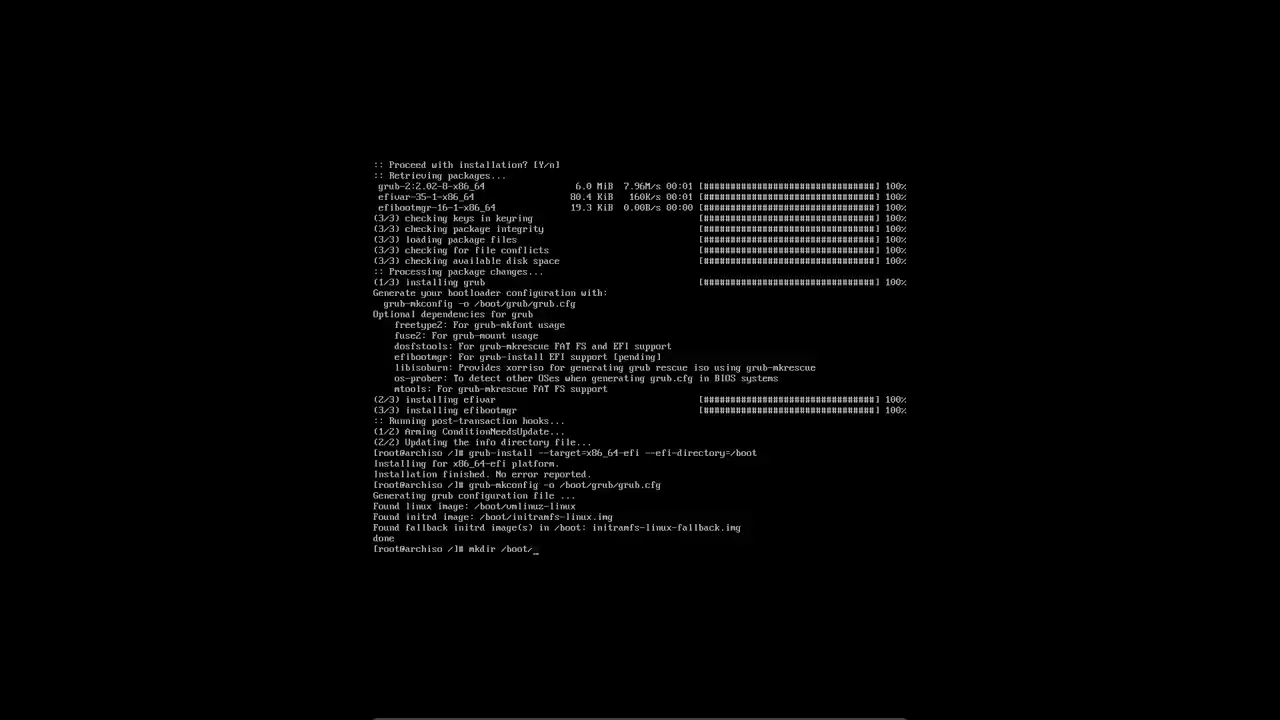 :: Proceed with installation? [Y/n]
:: Retrieving packages...
grub-2:2.02-8-x86_64 6.0 MiB 7.96M/s 00:01 [################################] 100%
efivar-35-1-x86_64 80.4 KiB 160K/s 00:01 [################################] 100%
efibootmgr-16-1-x86_64 19.3 KiB 0.00B/s 00:00 [################################] 100%
(3/3) checking keys in keyring [################################] 100%
(3/3) checking package integrity [################################] 100%
(3/3) loading package files [################################] 100%
(3/3) checking for file conflicts [################################] 100%
(3/3) checking available disk space [################################] 100%
:: Processing package changes...
(1/3) installing grub [################################] 100%
Generate your bootloader configuration with:
grub-mkconfig -o /boot/grub/grub.cfg
Optional dependencies for grub
freetype2: For grub-mkfont usage
fuse2: For grub-mount usage
dosfstools: For grub-mkrescue FAT FS and EFI support
efibootmgr: For grub-install EFI support [pending]
libisoburn: Provides xorriso for generating grub rescue iso using grub-mkrescue
os-prober: To detect other OSes when generating grub.cfg in BIOS systems
mtools: For grub-mkrescue FAT FS support
(2/3) installing efivar [################################] 100%
(3/3) installing efibootmgr [################################] 100%
:: Running post-transaction hooks...
(1/2) Arming ConditionNeedsUpdate...
(2/2) Updating the info directory file...
[root@archiso /]# grub-install --target=x86_64-efi --efi-directory=/boot
Installing for x86_64-efi platform.
Installation finished. No error reported.
[root@archiso /]# grub-mkconfig -o /boot/grub/grub.cfg
Generating grub configuration file ...
Found linux image: /boot/vmlinuz-linux
Found initrd image: /boot/initramfs-linux.img
Found fallback initrd image(s) in /boot: initramfs-linux-fallback.img
done
[root@archiso /]# mkdir /boot/_